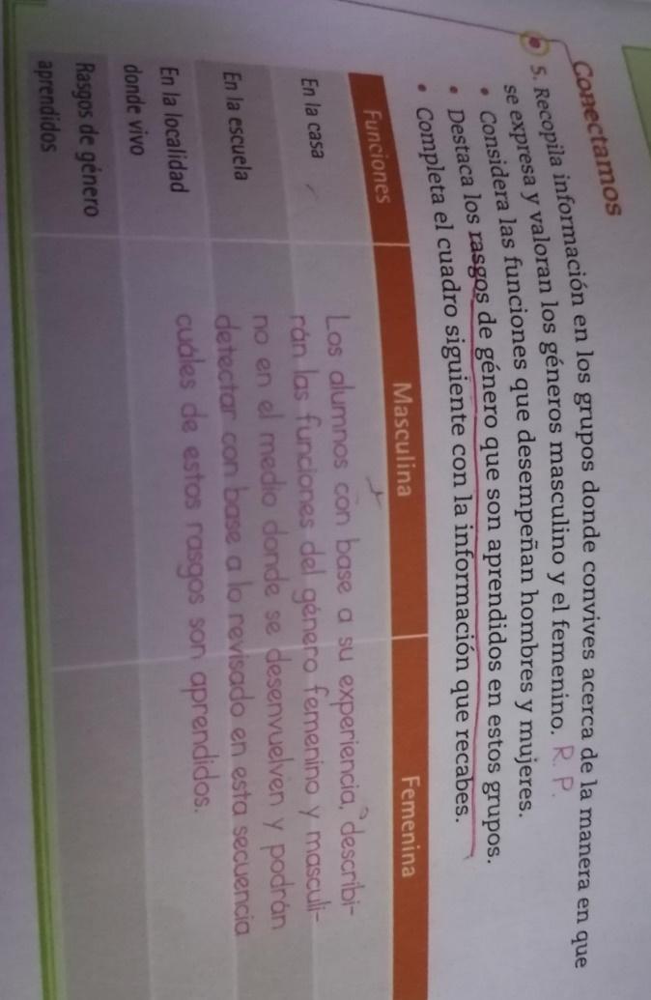 Conectamos
5. Recopila información en los grupos donde convives acerca de la manera en que
se expresa y valoran los géneros masculino y el femenino. R. P.
• Considera las funciones que desempeñan hombres y mujeres.
• Destaca los rasgos de género que son aprendidos en estos grupos.
• Completa el cuadro siguiente con la información que recabes.
Funciones Masculina Femenina
En la casa
En la escuela
En la localidad
donde vivo
Rasgos de género
aprendidos
Los alumnos con base a su experiencia, describi-
rán las funciones del género femenino y masculi-
no en el medio donde se desenvuelven y podrán
detectar con base a lo revisado en esta secuencia
cuáles de estos rasgos son aprendidos.